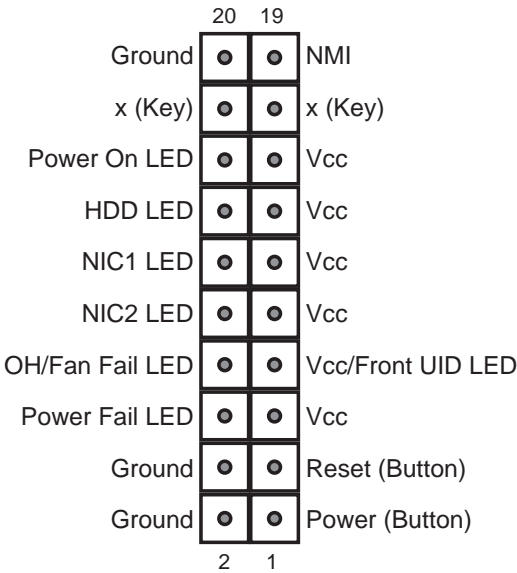 20 19
Ground NMI
x (Key) x (Key)
Power On LED Vcc
HDD LED Vcc
NIC1 LED Vcc
NIC2 LED Vcc
OH/Fan Fail LED Vcc/Front UID LED
Power Fail LED Vcc
Ground Reset (Button)
Ground Power (Button)
2 1